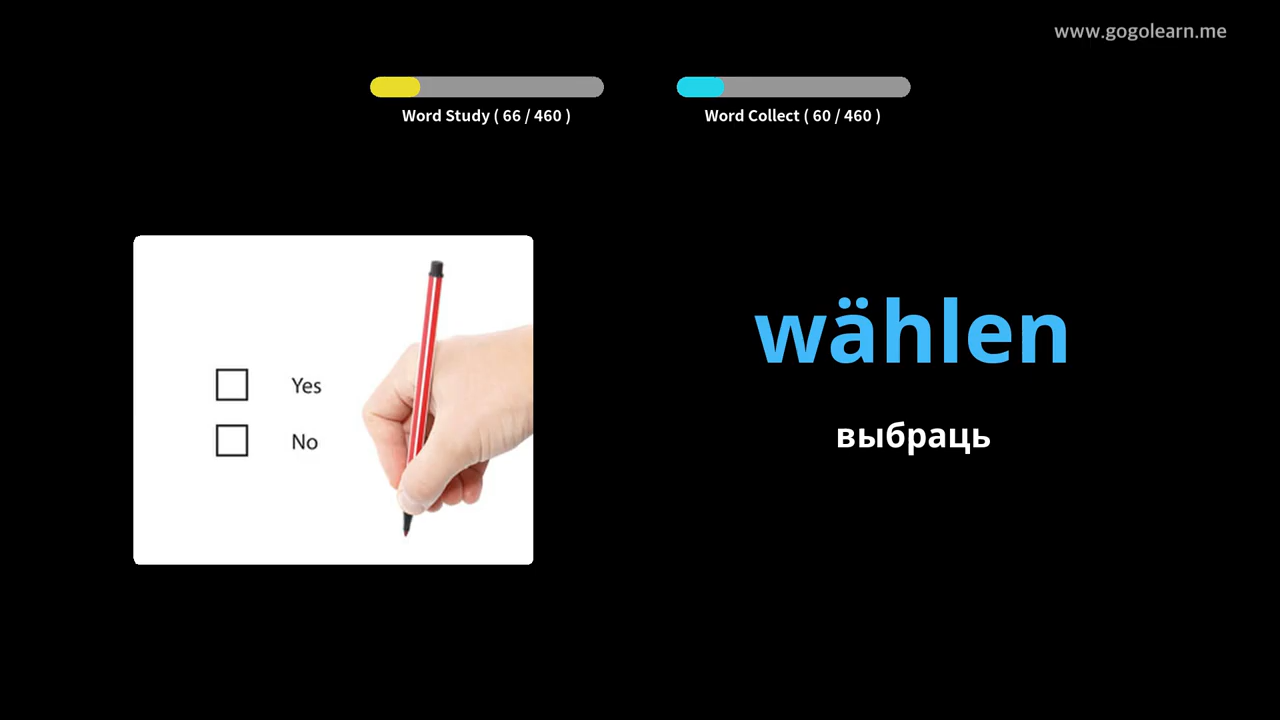 www.gogolearn.me
Word Study ( 66 / 460 )
Word Collect ( 60 / 460 )
Yes
No
wählen
выбраць